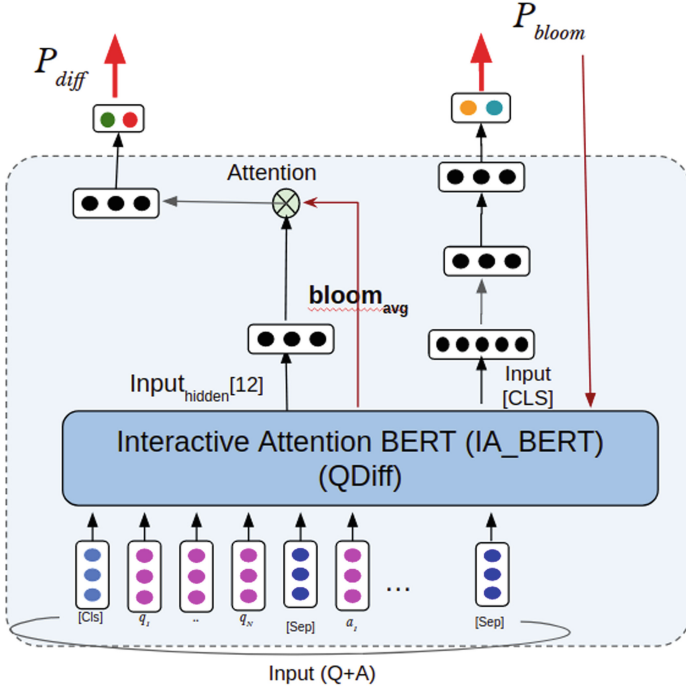 P_diff
P_bloom
Attention
bloom_avg
Input_hidden[12]
Input
[CLS]
Interactive Attention BERT (IA_BERT)
(QDiff)
[Cls] q_1 .. q_N [Sep] a_1 ... [Sep]
Input (Q+A)